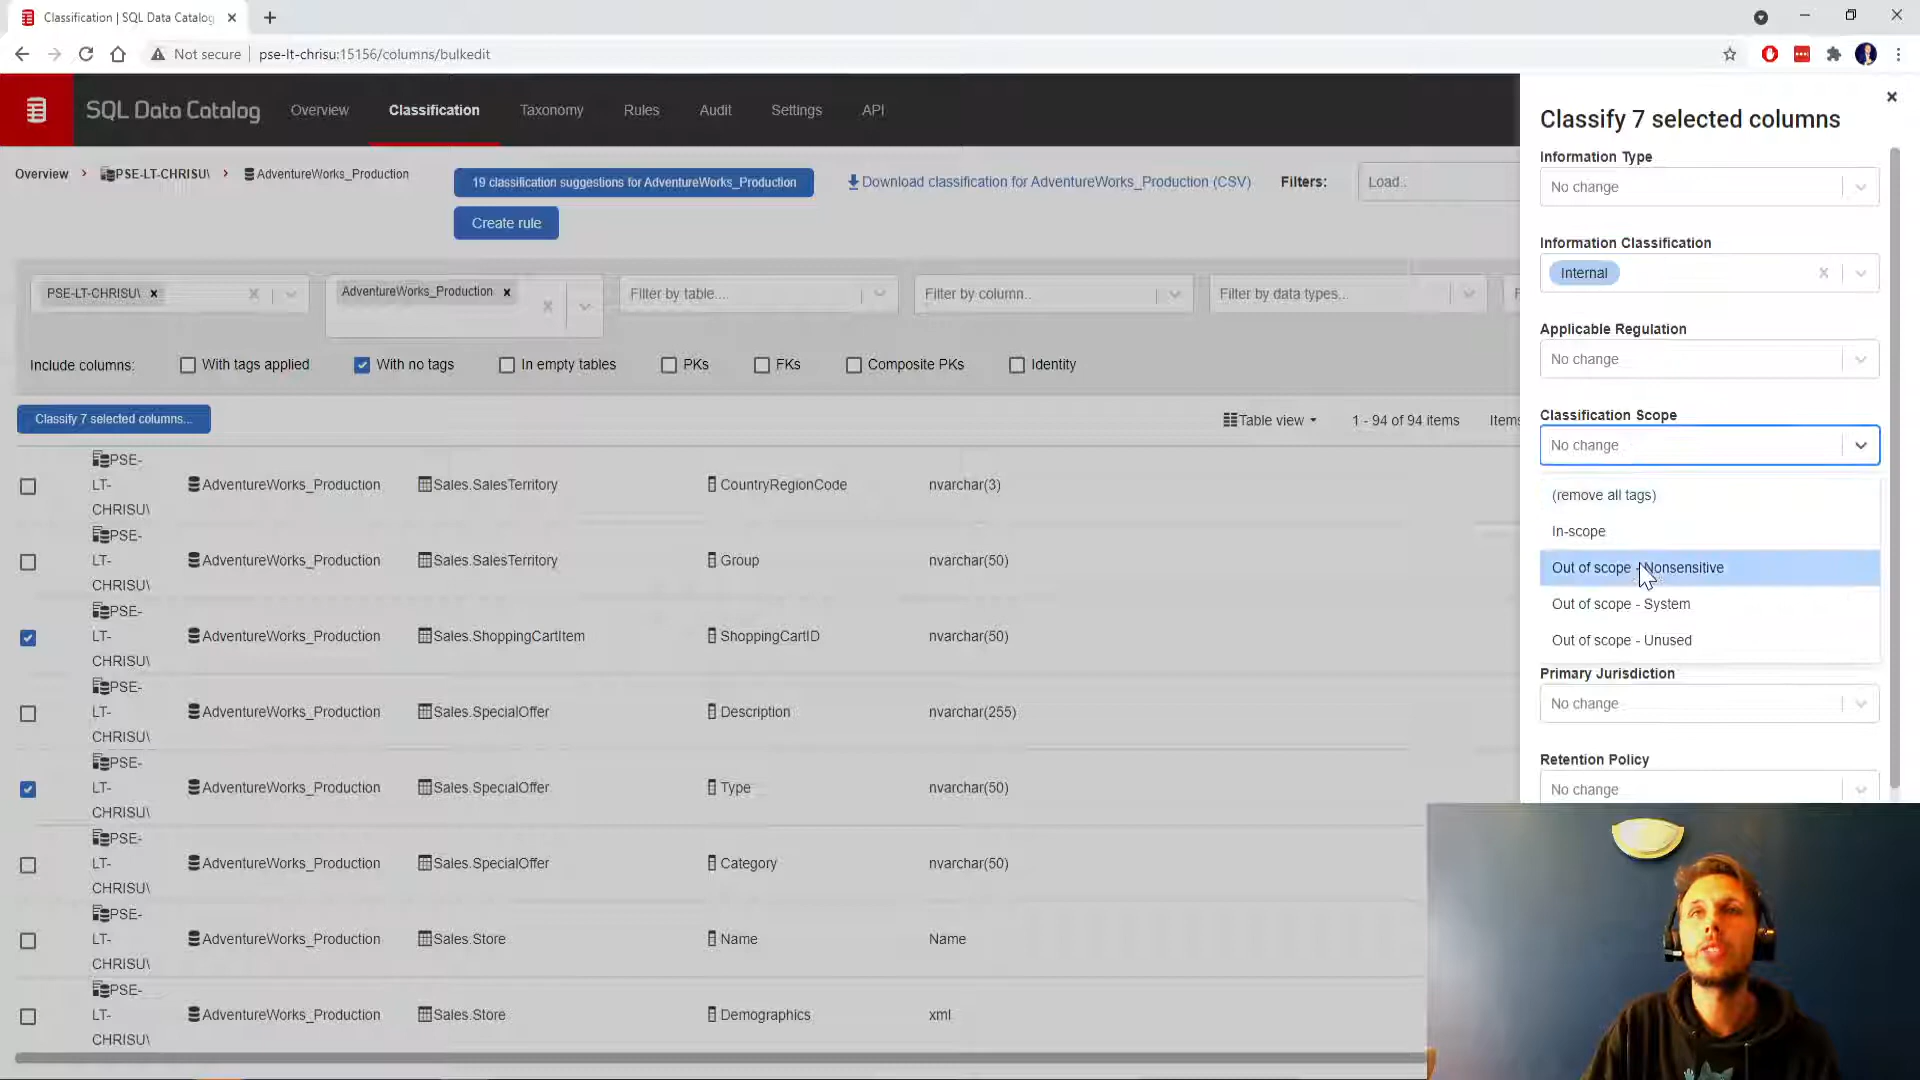 Classification | SQL Data Catalog
Not secure
pse-lt-chrisu:15156/columns/bulkedit
SQL Data Catalog
Overview
Classification
Taxonomy
Rules
Audit
Settings
API
Overview
PSE-LT-CHRISU\
AdventureWorks_Production
19 classification suggestions for AdventureWorks_Production
Download classification for AdventureWorks_Production (CSV)
Filters:
Load..
Create rule
PSE-LT-CHRISU\
AdventureWorks_Production
Filter by table....
Filter by column..
Filter by data types...
Include columns:
With tags applied
With no tags
In empty tables
PKs
FKs
Composite PKs
Identity
Classify 7 selected columns...
Table view
1 - 94 of 94 items
Items
PSE-
LT-
CHRISU\
AdventureWorks_Production
Sales.SalesTerritory
CountryRegionCode
nvarchar(3)
PSE-
LT-
CHRISU\
AdventureWorks_Production
Sales.SalesTerritory
Group
nvarchar(50)
PSE-
LT-
CHRISU\
AdventureWorks_Production
Sales.ShoppingCartItem
ShoppingCartID
nvarchar(50)
PSE-
LT-
CHRISU\
AdventureWorks_Production
Sales.SpecialOffer
Description
nvarchar(255)
PSE-
LT-
CHRISU\
AdventureWorks_Production
Sales.SpecialOffer
Type
nvarchar(50)
PSE-
LT-
CHRISU\
AdventureWorks_Production
Sales.SpecialOffer
Category
nvarchar(50)
PSE-
LT-
CHRISU\
AdventureWorks_Production
Sales.Store
Name
Name
PSE-
LT-
CHRISU\
AdventureWorks_Production
Sales.Store
Demographics
xml
Classify 7 selected columns
Information Type
No change
Information Classification
Internal
Applicable Regulation
No change
Classification Scope
No change
(remove all tags)
In-scope
Out of scope - Nonsensitive
Out of scope - System
Out of scope - Unused
Primary Jurisdiction
No change
Retention Policy
No change